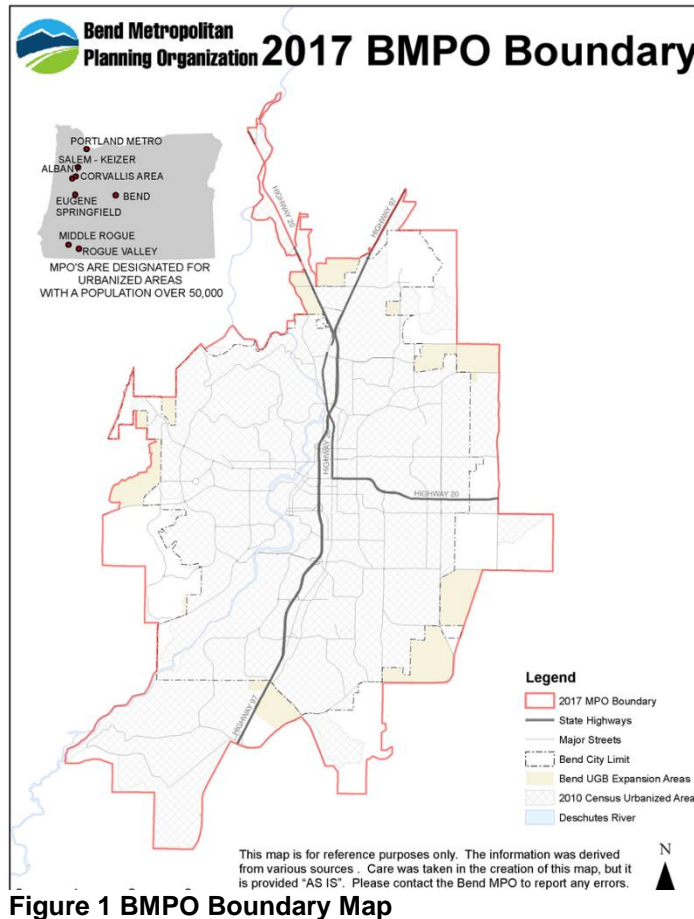 Bend Metropolitan
Planning Organization
2017 BMPO Boundary
PORTLAND METRO
SALEM - KEIZER
ALBANY
CORVALLIS AREA
EUGENE
SPRINGFIELD
BEND
MIDDLE ROGUE
ROGUE VALLEY
MPO'S ARE DESIGNATED FOR
URBANIZED AREAS
WITH A POPULATION OVER 50,000
HIGHWAY 20
HIGHWAY 97
HIGHWAY 20
HIGHWAY 97
Legend
2017 MPO Boundary
State Highways
Major Streets
Bend City Limit
Bend UGB Expansion Areas
2010 Census Urbanized Area
Deschutes River
This map is for reference purposes only. The information was derived
from various sources . Care was taken in the creation of this map, but it
is provided "AS IS". Please contact the Bend MPO to report any errors.
N
Figure 1 BMPO Boundary Map